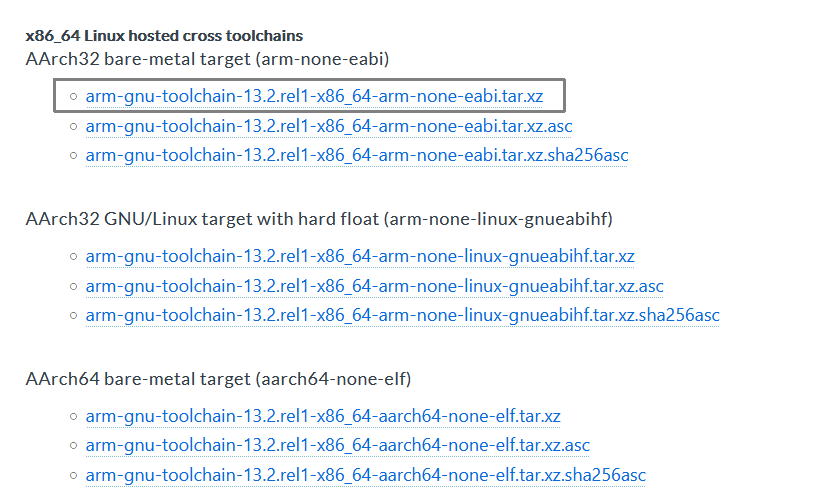 x86_64 Linux hosted cross toolchains
AArch32 bare-metal target (arm-none-eabi)
arm-gnu-toolchain-13.2.rel1-x86_64-arm-none-eabi.tar.xz
arm-gnu-toolchain-13.2.rel1-x86_64-arm-none-eabi.tar.xz.asc
arm-gnu-toolchain-13.2.rel1-x86_64-arm-none-eabi.tar.xz.sha256asc
AArch32 GNU/Linux target with hard float (arm-none-linux-gnueabihf)
arm-gnu-toolchain-13.2.rel1-x86_64-arm-none-linux-gnueabihf.tar.xz
arm-gnu-toolchain-13.2.rel1-x86_64-arm-none-linux-gnueabihf.tar.xz.asc
arm-gnu-toolchain-13.2.rel1-x86_64-arm-none-linux-gnueabihf.tar.xz.sha256asc
AArch64 bare-metal target (aarch64-none-elf)
arm-gnu-toolchain-13.2.rel1-x86_64-aarch64-none-elf.tar.xz
arm-gnu-toolchain-13.2.rel1-x86_64-aarch64-none-elf.tar.xz.asc
arm-gnu-toolchain-13.2.rel1-x86_64-aarch64-none-elf.tar.xz.sha256asc